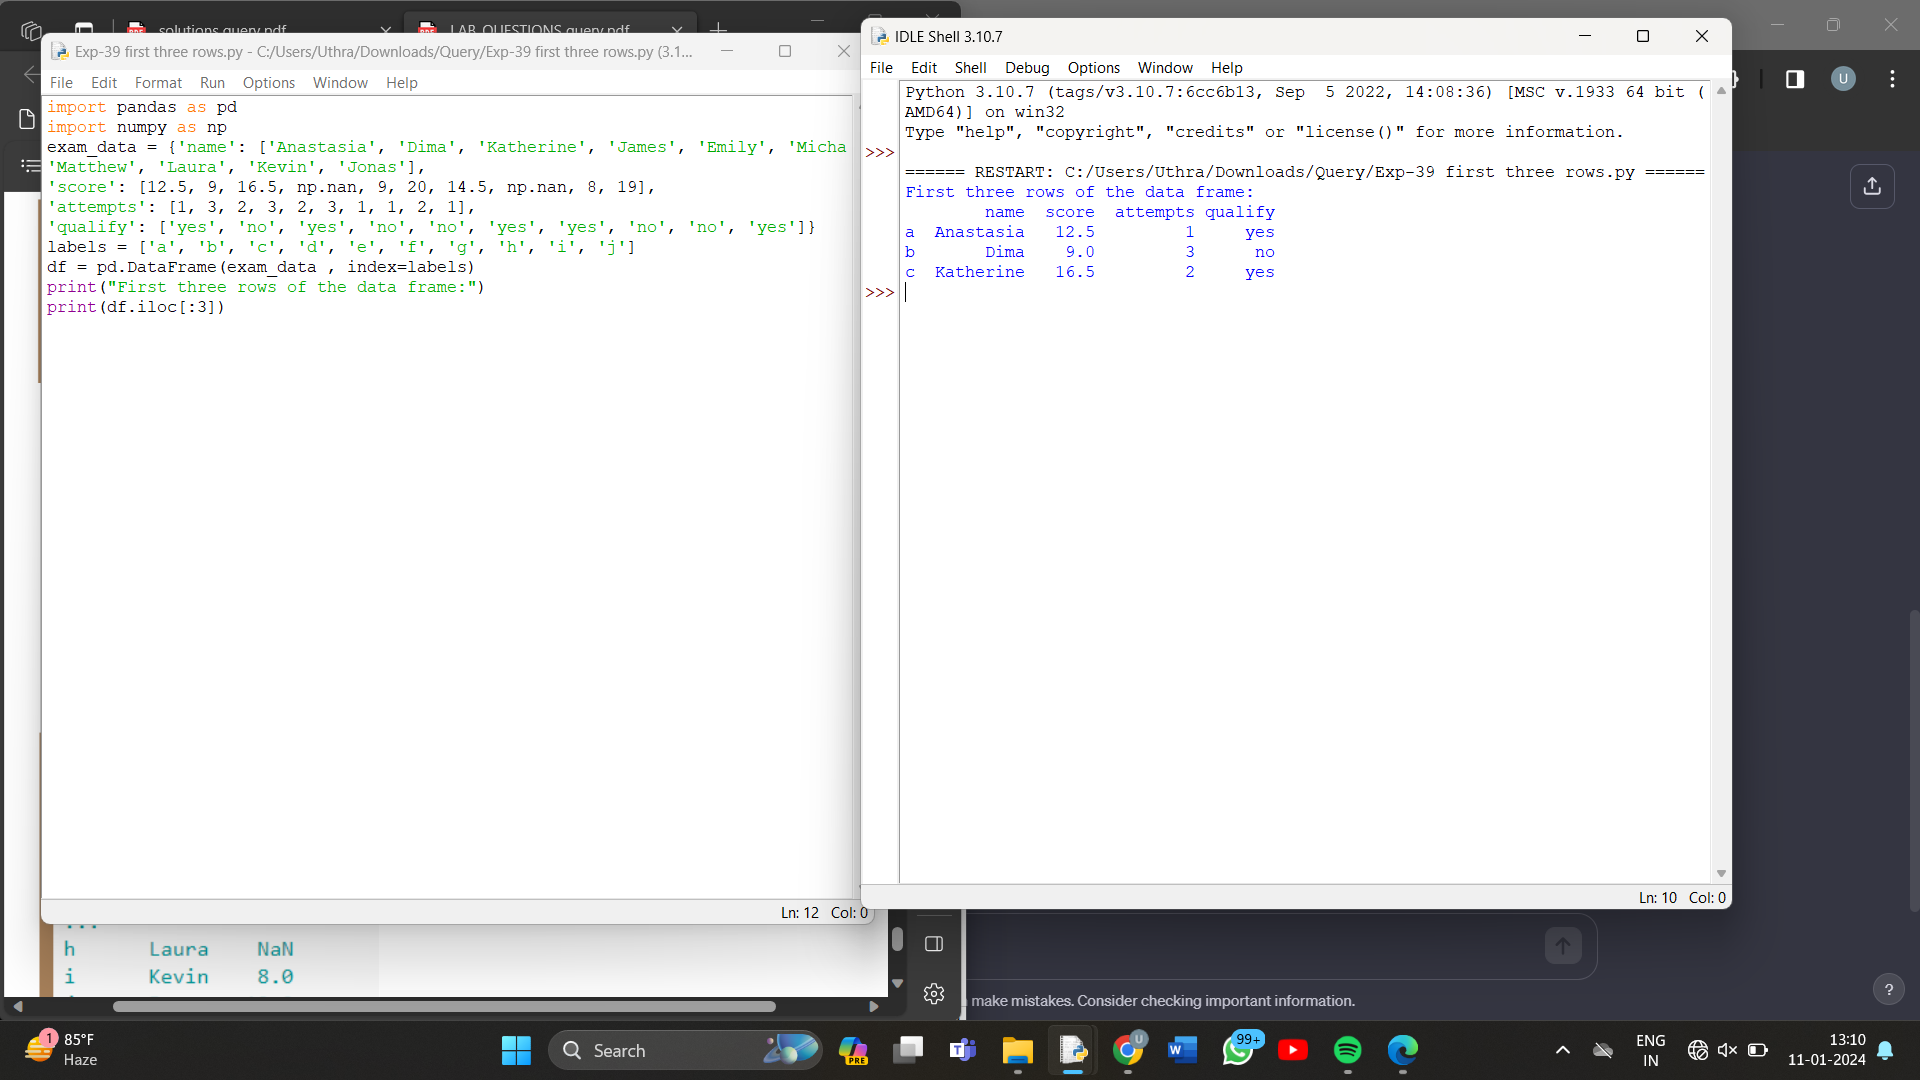 solutions query.pdf
LAB QUESTIONS query.pdf
Exp-39 first three rows.py - C:/Users/Uthra/Downloads/Query/Exp-39 first three rows.py (3.1...
File Edit Format Run Options Window Help
import pandas as pd
import numpy as np
exam_data = {'name': ['Anastasia', 'Dima', 'Katherine', 'James', 'Emily', 'Micha
'Matthew', 'Laura', 'Kevin', 'Jonas'],
'score': [12.5, 9, 16.5, np.nan, 9, 20, 14.5, np.nan, 8, 19],
'attempts': [1, 3, 2, 3, 2, 3, 1, 1, 2, 1],
'qualify': ['yes', 'no', 'yes', 'no', 'no', 'yes', 'yes', 'no', 'no', 'yes']}
labels = ['a', 'b', 'c', 'd', 'e', 'f', 'g', 'h', 'i', 'j']
df = pd.DataFrame(exam_data , index=labels)
print("First three rows of the data frame:")
print(df.iloc[:3])
Ln: 12 Col: 0
IDLE Shell 3.10.7
File Edit Shell Debug Options Window Help
Python 3.10.7 (tags/v3.10.7:6cc6b13, Sep  5 2022, 14:08:36) [MSC v.1933 64 bit (
AMD64)] on win32
Type "help", "copyright", "credits" or "license()" for more information.
>>>
====== RESTART: C:/Users/Uthra/Downloads/Query/Exp-39 first three rows.py ======
First three rows of the data frame:
name score attempts qualify
a Anastasia 12.5 1 yes
b Dima 9.0 3 no
c Katherine 16.5 2 yes
>>>
Ln: 10 Col: 0
U
...
h Laura NaN
i Kevin 8.0
make mistakes. Consider checking important information.
?
1
85°F
Haze
Search
PRE
U
99+
ENG
IN
13:10
11-01-2024